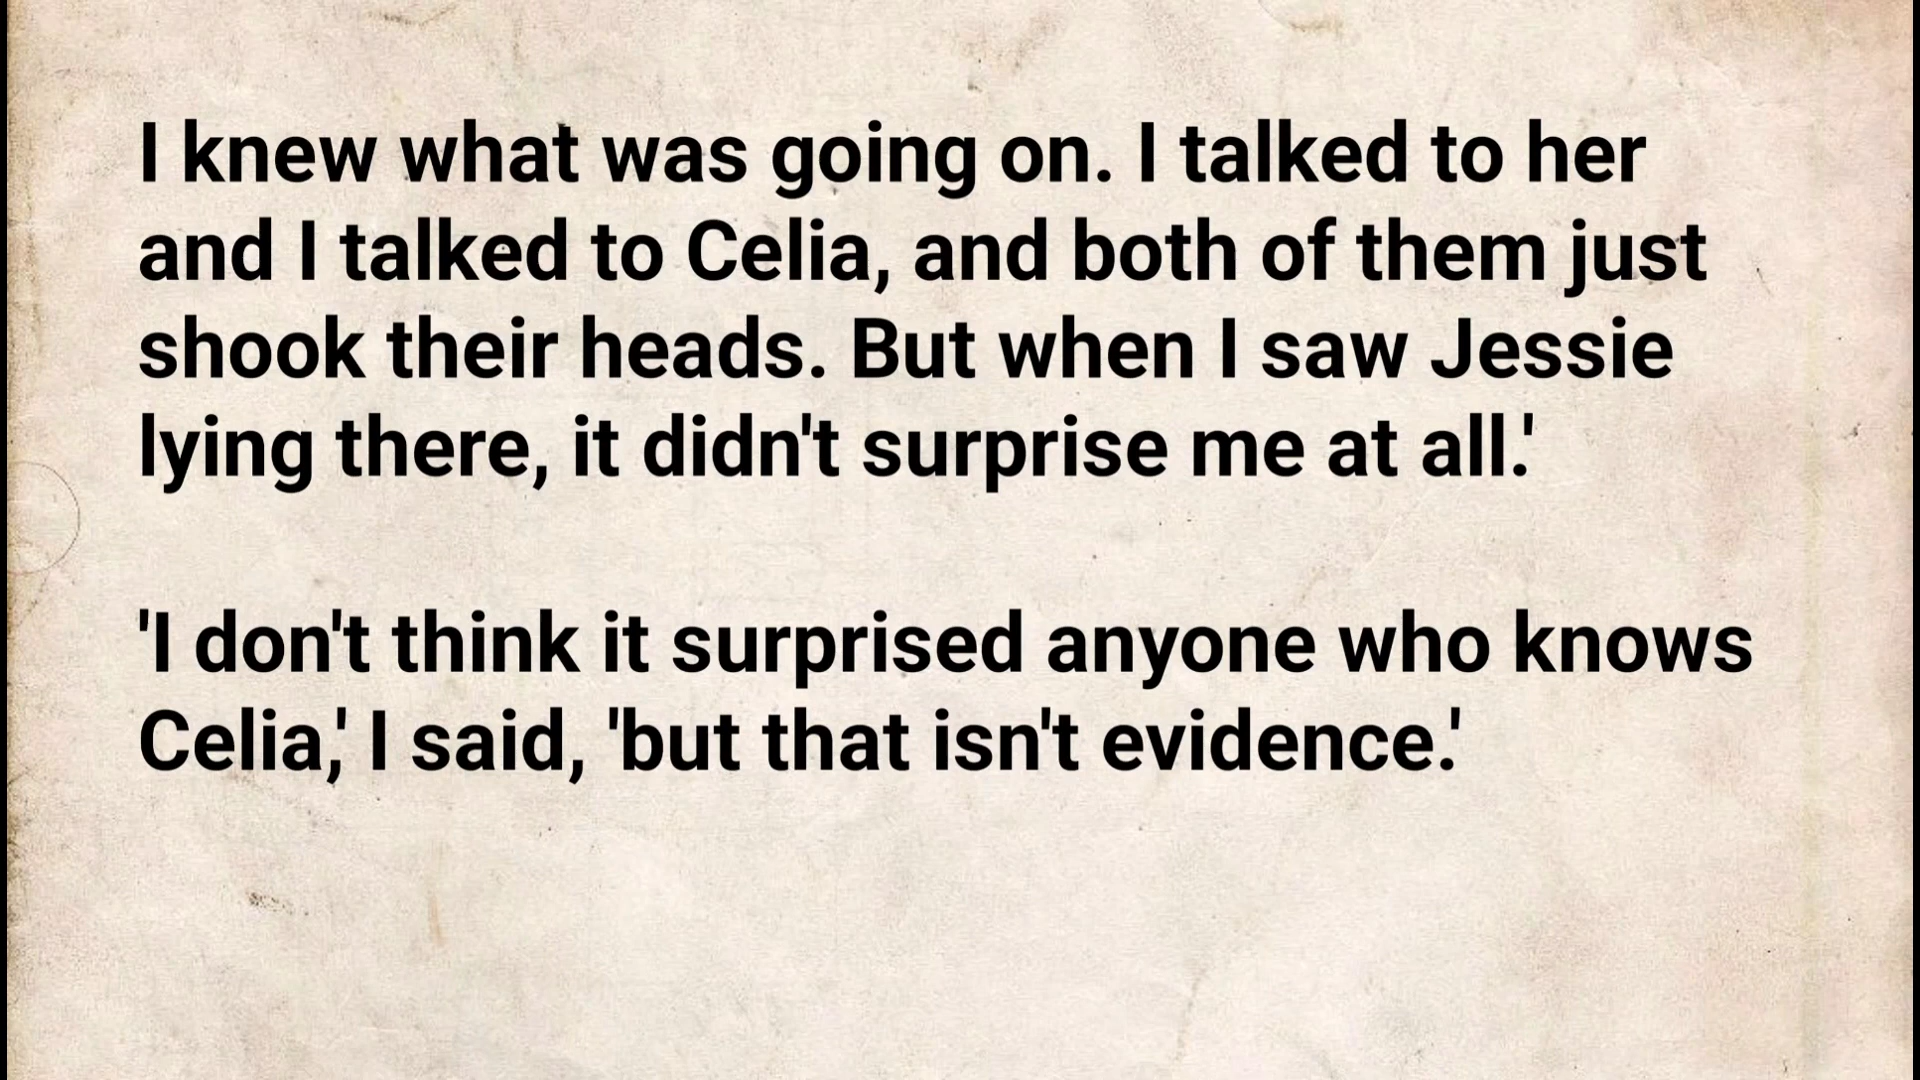 I knew what was going on. I talked to her
and I talked to Celia, and both of them just
shook their heads. But when I saw Jessie
lying there, it didn't surprise me at all.'
'I don't think it surprised anyone who knows
Celia,' I said, 'but that isn't evidence.'